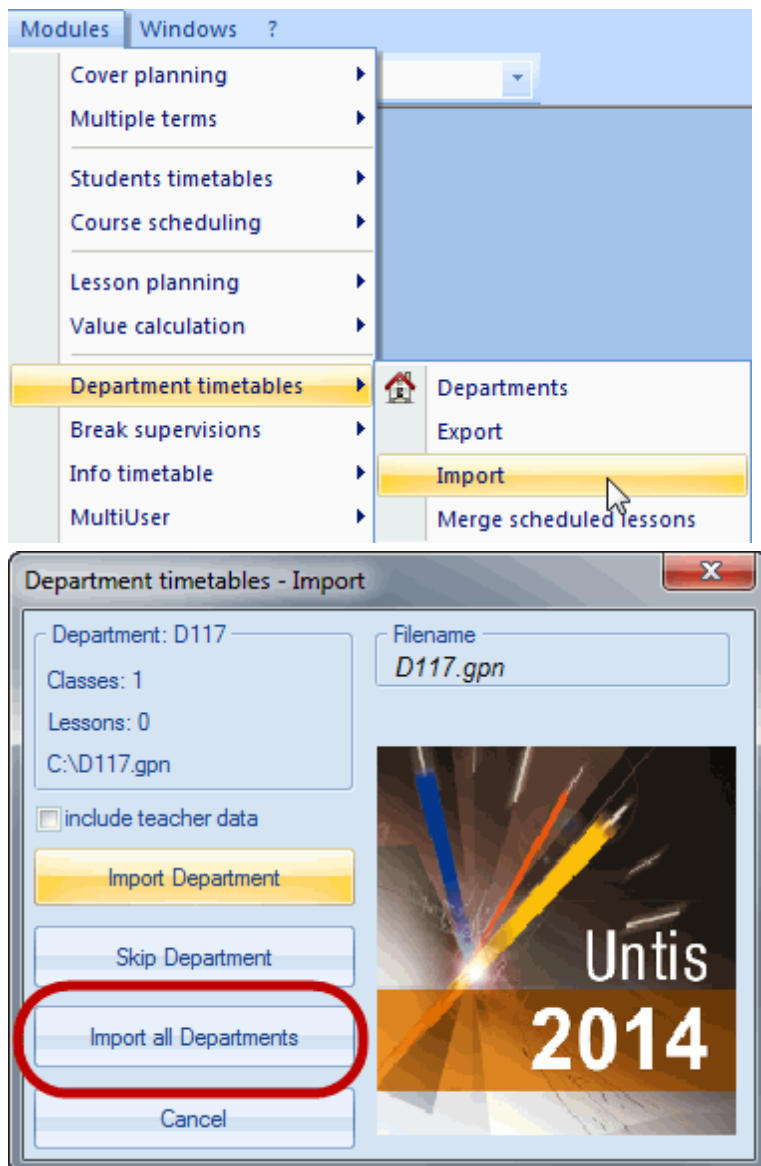 Modules Windows ?
Cover planning
Multiple terms
Students timetables
Course scheduling
Lesson planning
Value calculation
Department timetables
Departments
Break supervisions
Export
Info timetable
Import
MultiUser
Merge scheduled lessons
Department timetables - Import
Department: D117
Filename
D117.gpn
Classes: 1
Lessons: 0
C:\D117.gpn
include teacher data
Import Department
Skip Department
Import all Departments
Cancel
Untis
2014